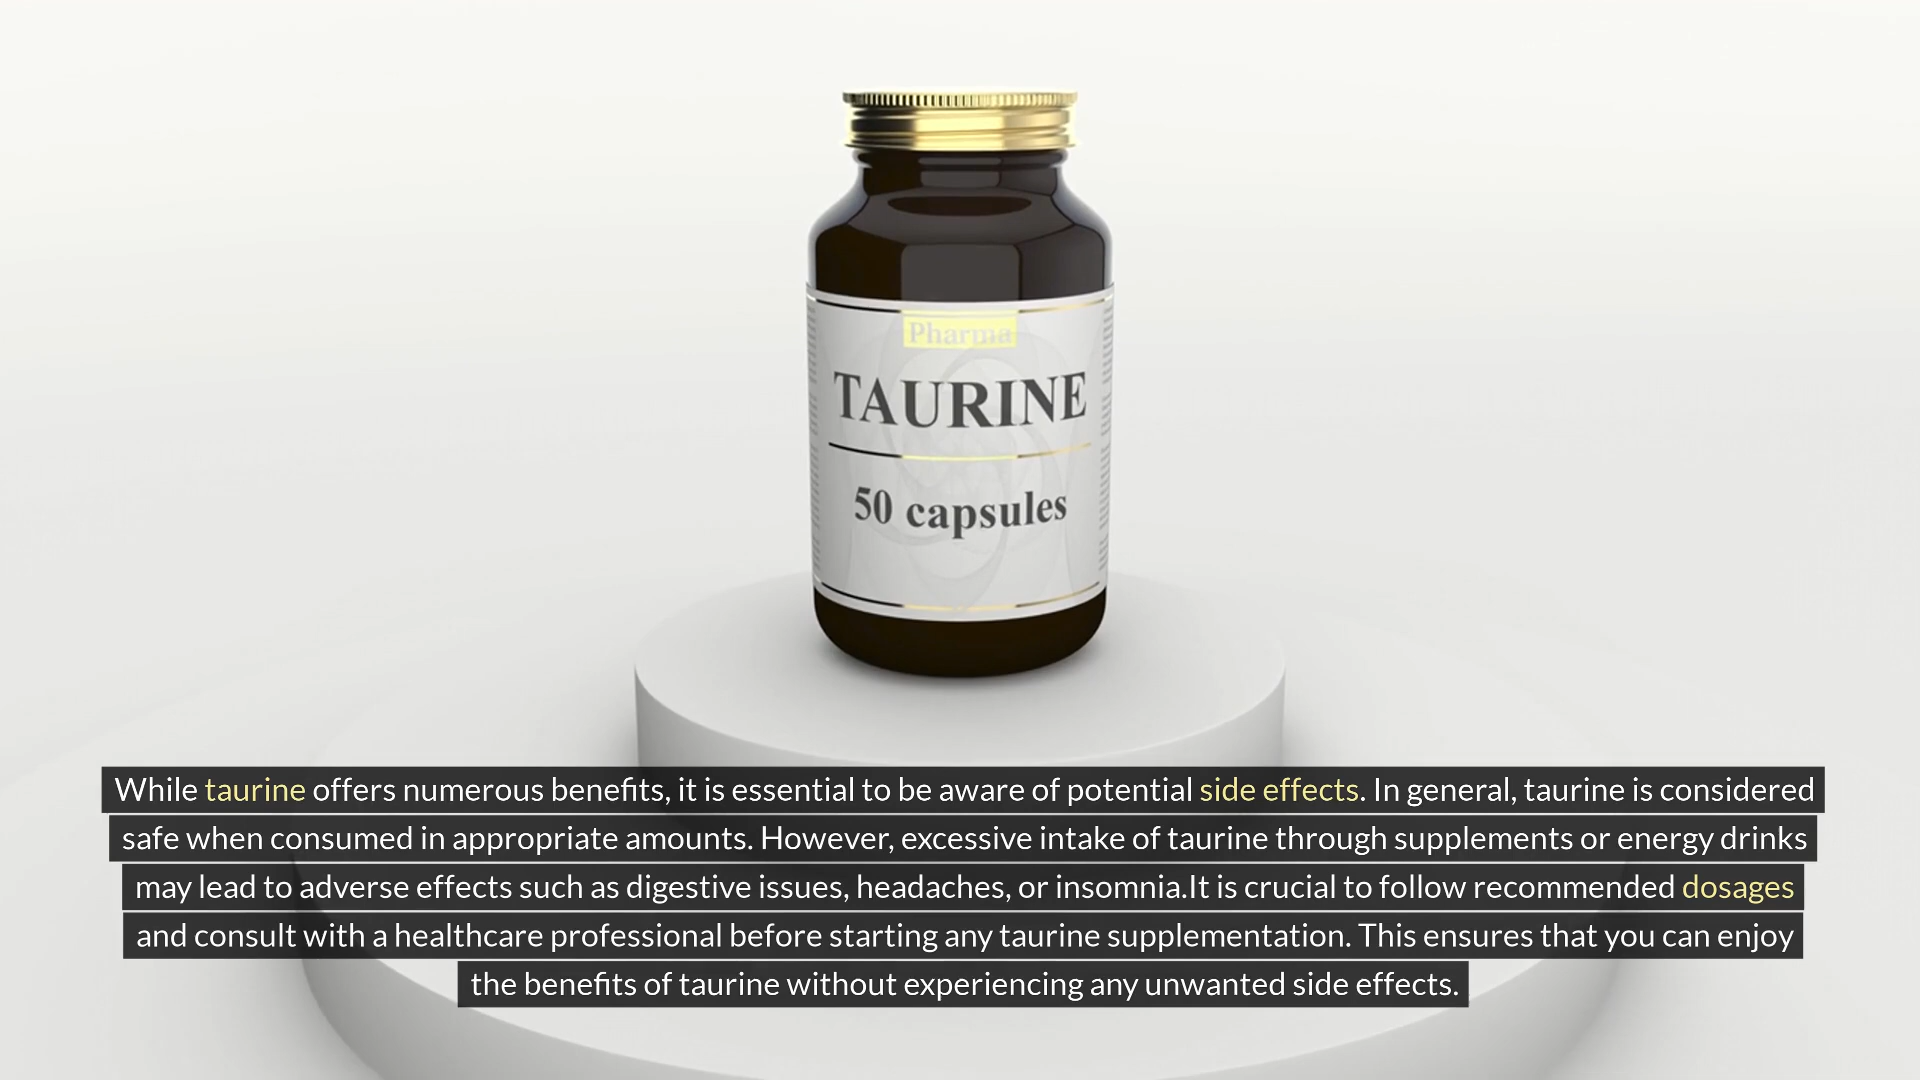 Pharma
TAURINE
50 capsules
While taurine offers numerous benefits, it is essential to be aware of potential side effects. In general, taurine is considered
safe when consumed in appropriate amounts. However, excessive intake of taurine through supplements or energy drinks
may lead to adverse effects such as digestive issues, headaches, or insomnia.It is crucial to follow recommended dosages
and consult with a healthcare professional before starting any taurine supplementation. This ensures that you can enjoy
the benefits of taurine without experiencing any unwanted side effects.